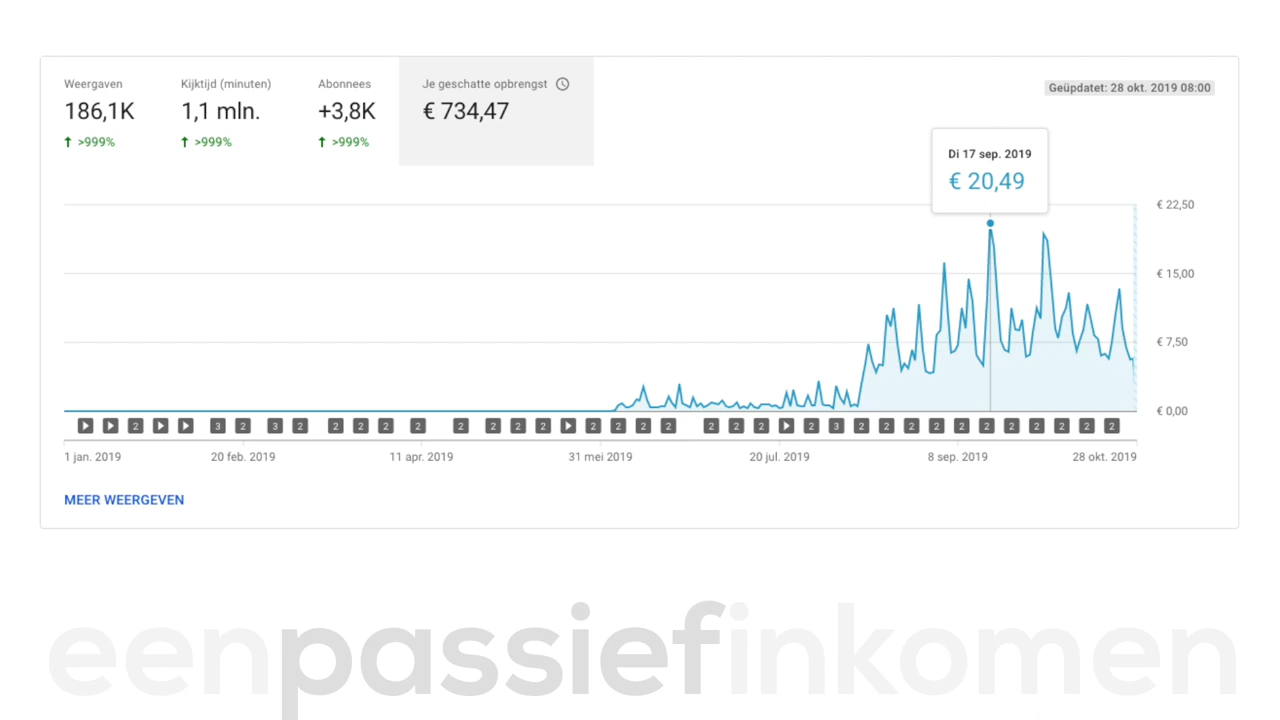 Weergaven
186,1K
>999%
Kijktijd (minuten)
1,1 mln.
>999%
Abonnees
+3,8K
>999%
Je geschatte opbrengst
€ 734,47
Geüpdatet: 28 okt. 2019 08:00
Di 17 sep. 2019
€ 20,49
€ 22,50
€ 15,00
€ 7,50
€ 0,00
2 3 2 3 2 2 2 2 2 2 2 2 2 2 2 2 2 2 2 2 2 3 2 2 2 2 2 2 2 2 2 2 2
1 jan. 2019 20 feb. 2019 11 apr. 2019 31 mei 2019 20 jul. 2019 8 sep. 2019 28 okt. 2019
MEER WEERGEVEN
eenpassiefinkomen